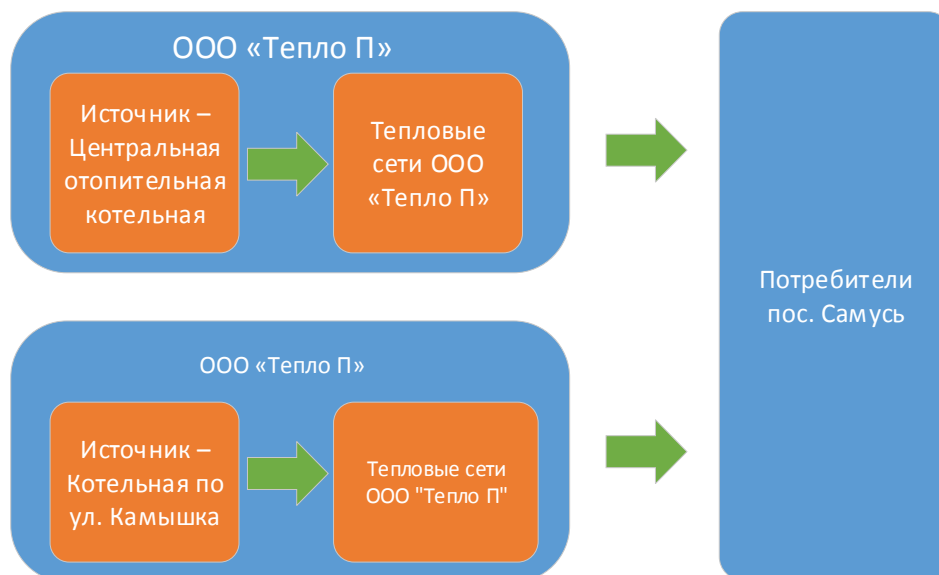 ООО «Тепло П»
Источник –
Центральная
отопительная
котельная
Тепловые
сети ООО
«Тепло П»
Потребители
пос. Самусь
ООО «Тепло П»
Источник –
Котельная по
ул. Камышка
Тепловые сети
ООО "Тепло П"